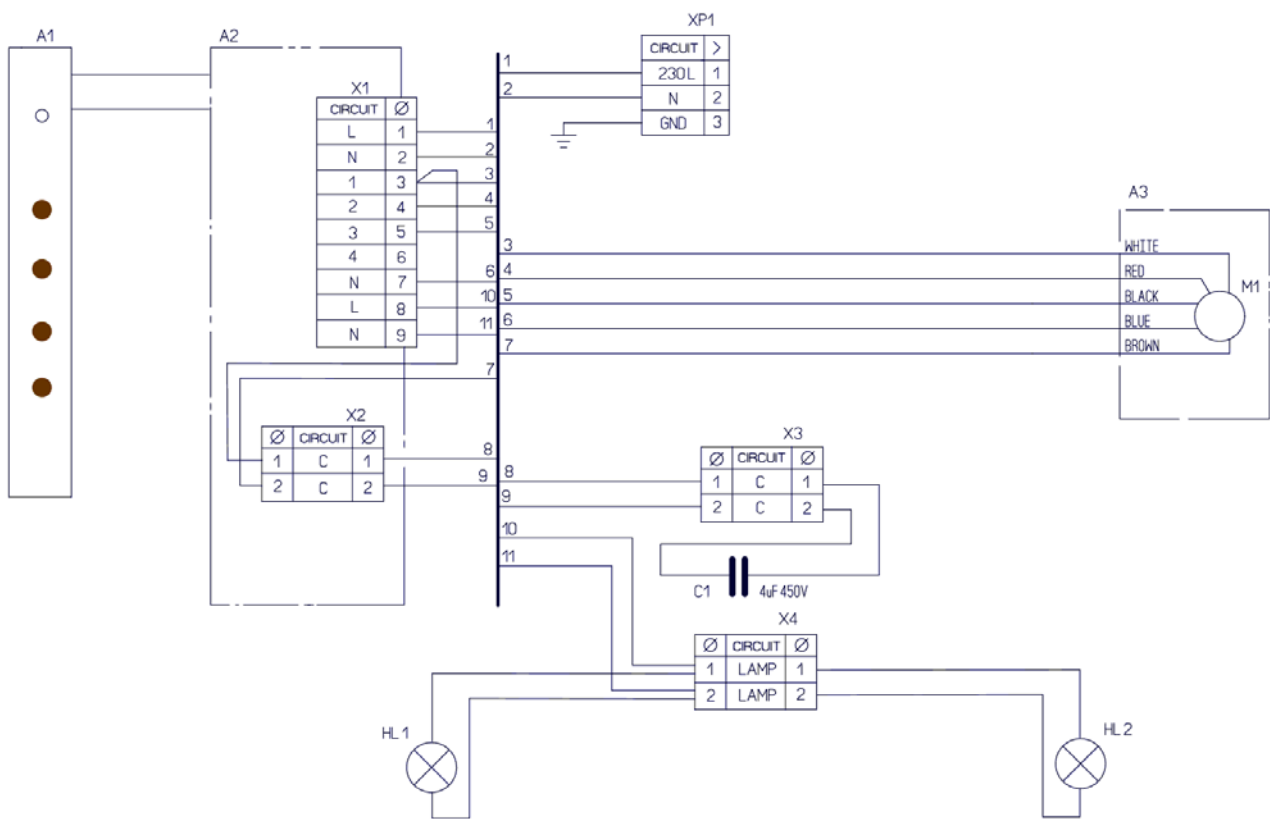 A1
A2
X1
CIRCUIT Ø
L 1
N 2
1 3
2 4
3 5
4 6
N 7
L 8
N 9
1
2
3
4
5
6
10
11
7
8
9
X2
Ø CIRCUIT Ø
1 C 1
2 C 2
XP1
CIRCUIT >
230L 1
N 2
GND 3
1
2
3
4
5
6
7
8
9
10
11
A3
WHITE
RED
BLACK
BLUE
BROWN
M1
X3
Ø CIRCUIT Ø
1 C 1
2 C 2
C1 4uF 450V
X4
Ø CIRCUIT Ø
1 LAMP 1
2 LAMP 2
HL1
HL2